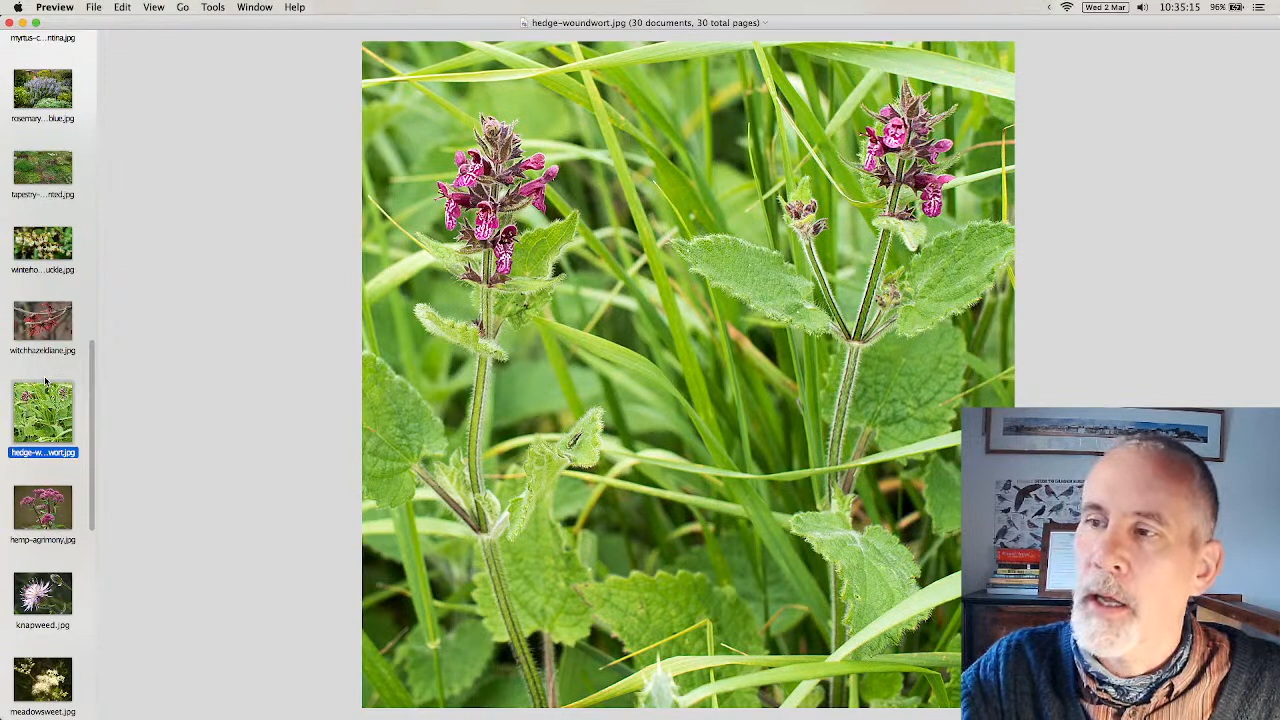 Preview File Edit View Go Tools Window Help
Wed 2 Mar 10:35:15 96%
hedge-woundwort.jpg (30 documents, 30 total pages)
myrtus-c...ntina.jpg
rosemary...blue.jpg
tapestry-...nted.jpg
winterho...uckle.jpg
witchhazeldiane.jpg
hedge-w...wort.jpg
hemp-agrimony.jpg
knapweed.jpg
meadowsweet.jpg